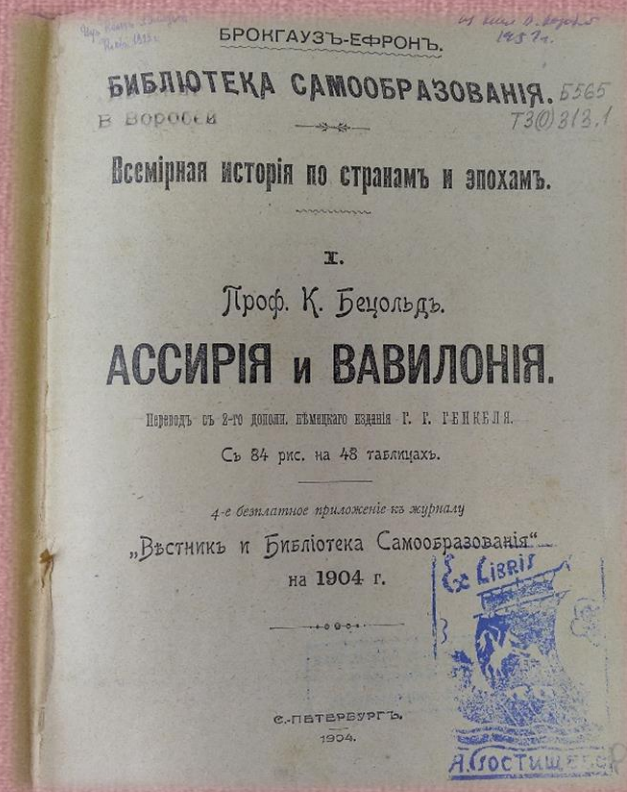 БРОКГАУЗЪ-ЕФРОНЪ.
БИБЛІОТЕКА САМООБРАЗОВАНІЯ.
Б565
Т3(0)313.1
Всемірная исторія по странамъ и эпохамъ.
I.
Проф. К. Бецольдъ.
АССИРІЯ и ВАВИЛОНІЯ.
Переводъ съ 2-го дополн. нѣмецкаго изданія Г. Г. ГЕНКЕЛЯ.
Съ 84 рис. на 48 таблицахъ.
4-е безплатное приложеніе къ журналу
„Вѣстникъ и Библіотека Самообразованія“
на 1904 г.
Ex LIBRIS
С.-ПЕТЕРБУРГЪ.
1904.